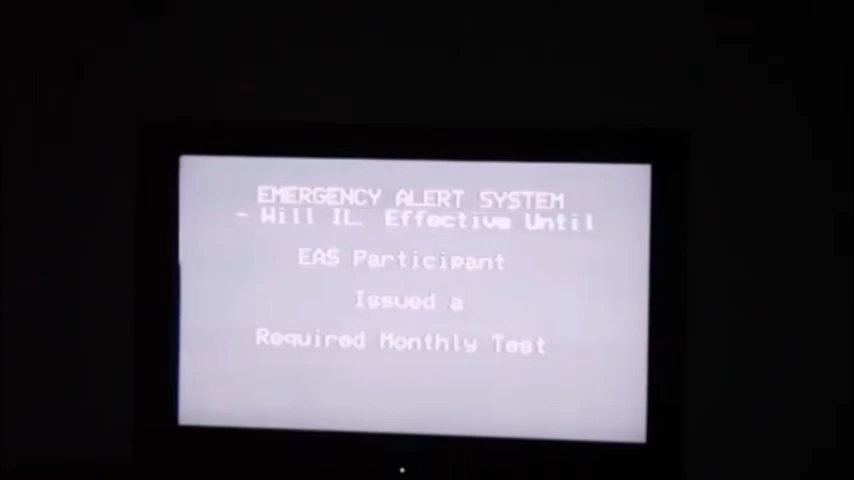 EMERGENCY ALERT SYSTEM
- Will IL. Effective Until
EAS Participant
Issued a
Required Monthly Test